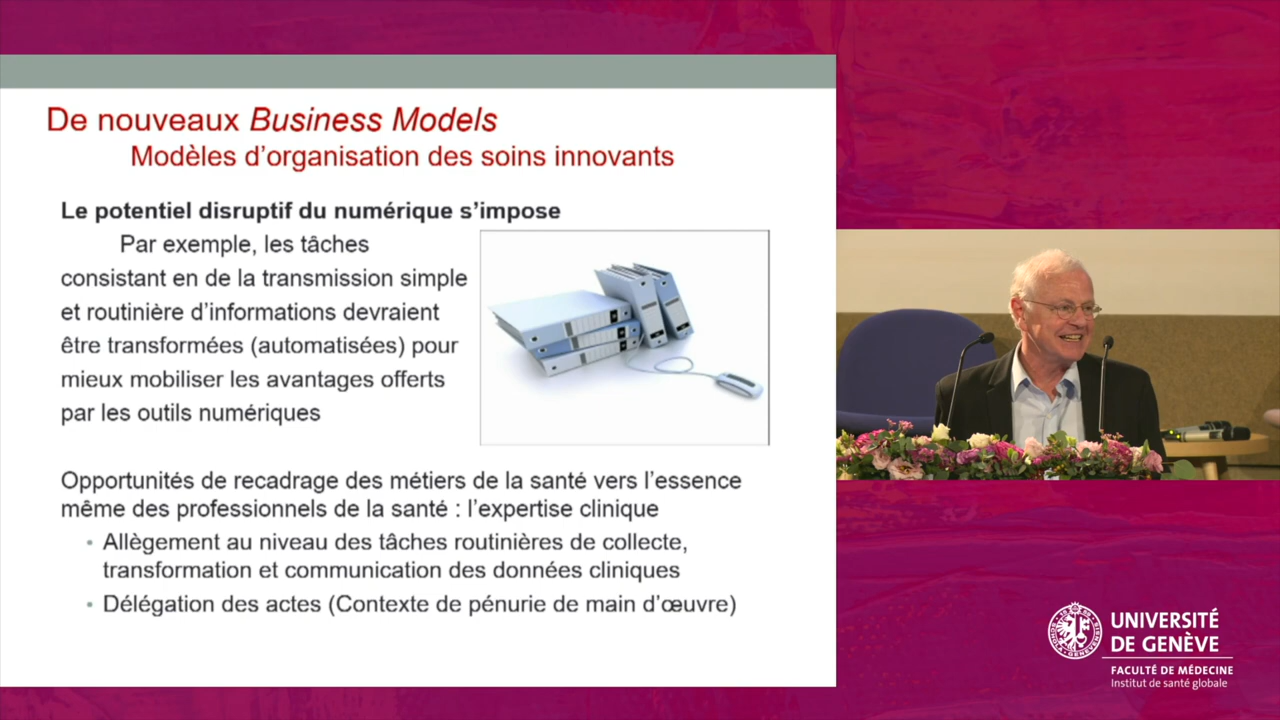 De nouveaux Business Models
Modèles d’organisation des soins innovants
Le potentiel disruptif du numérique s’impose
Par exemple, les tâches
consistant en de la transmission simple
et routinière d’informations devraient
être transformées (automatisées) pour
mieux mobiliser les avantages offerts
par les outils numériques
Opportunités de recadrage des métiers de la santé vers l’essence
même des professionnels de la santé : l’expertise clinique
• Allègement au niveau des tâches routinières de collecte,
transformation et communication des données cliniques
• Délégation des actes (Contexte de pénurie de main d’œuvre)
UNIVERSITÉ
DE GENÈVE
FACULTÉ DE MÉDECINE
Institut de santé globale